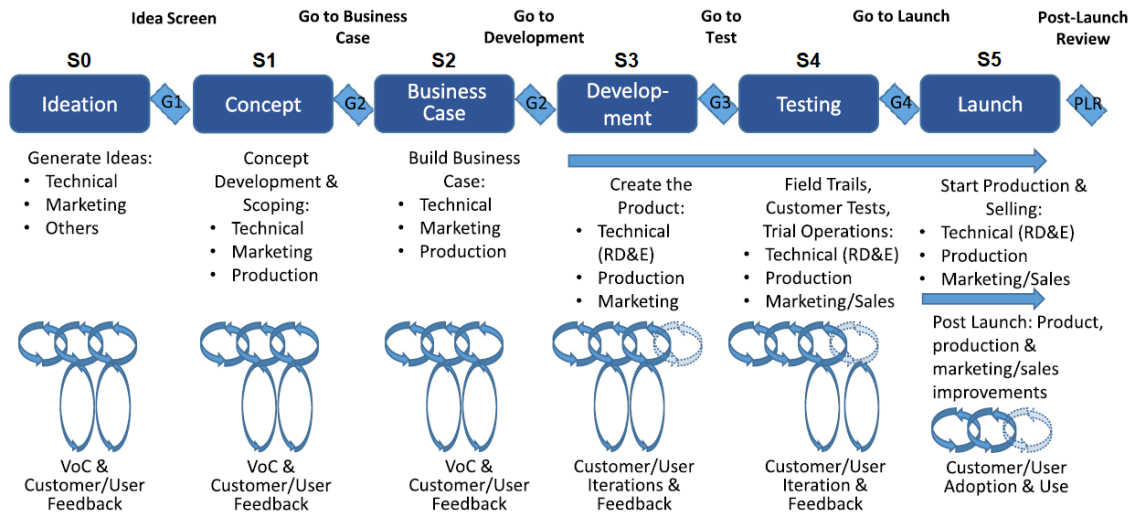 Idea Screen
Go to Business
Case
Go to
Development
Go to
Test
Go to Launch
Post-Launch
Review
S0
S1
S2
S3
S4
S5
Ideation
G1
Concept
G2
Business
Case
G2
Develop-
ment
G3
Testing
G4
Launch
PLR
Generate Ideas:
• Technical
• Marketing
• Others
Concept
Development &
Scoping:
• Technical
• Marketing
• Production
Build Business
Case:
• Technical
• Marketing
• Production
Create the
Product:
• Technical
(RD&E)
• Production
• Marketing
Field Trails,
Customer Tests,
Trial Operations:
• Technical (RD&E)
• Production
• Marketing/Sales
Start Production &
Selling:
• Technical (RD&E)
• Production
• Marketing/Sales
Post Launch: Product,
production &
marketing/sales
improvements
VoC &
Customer/User
Feedback
VoC &
Customer/User
Feedback
VoC &
Customer/User
Feedback
Customer/User
Iterations &
Feedback
Customer/User
Iteration &
Feedback
Customer/User
Adoption & Use